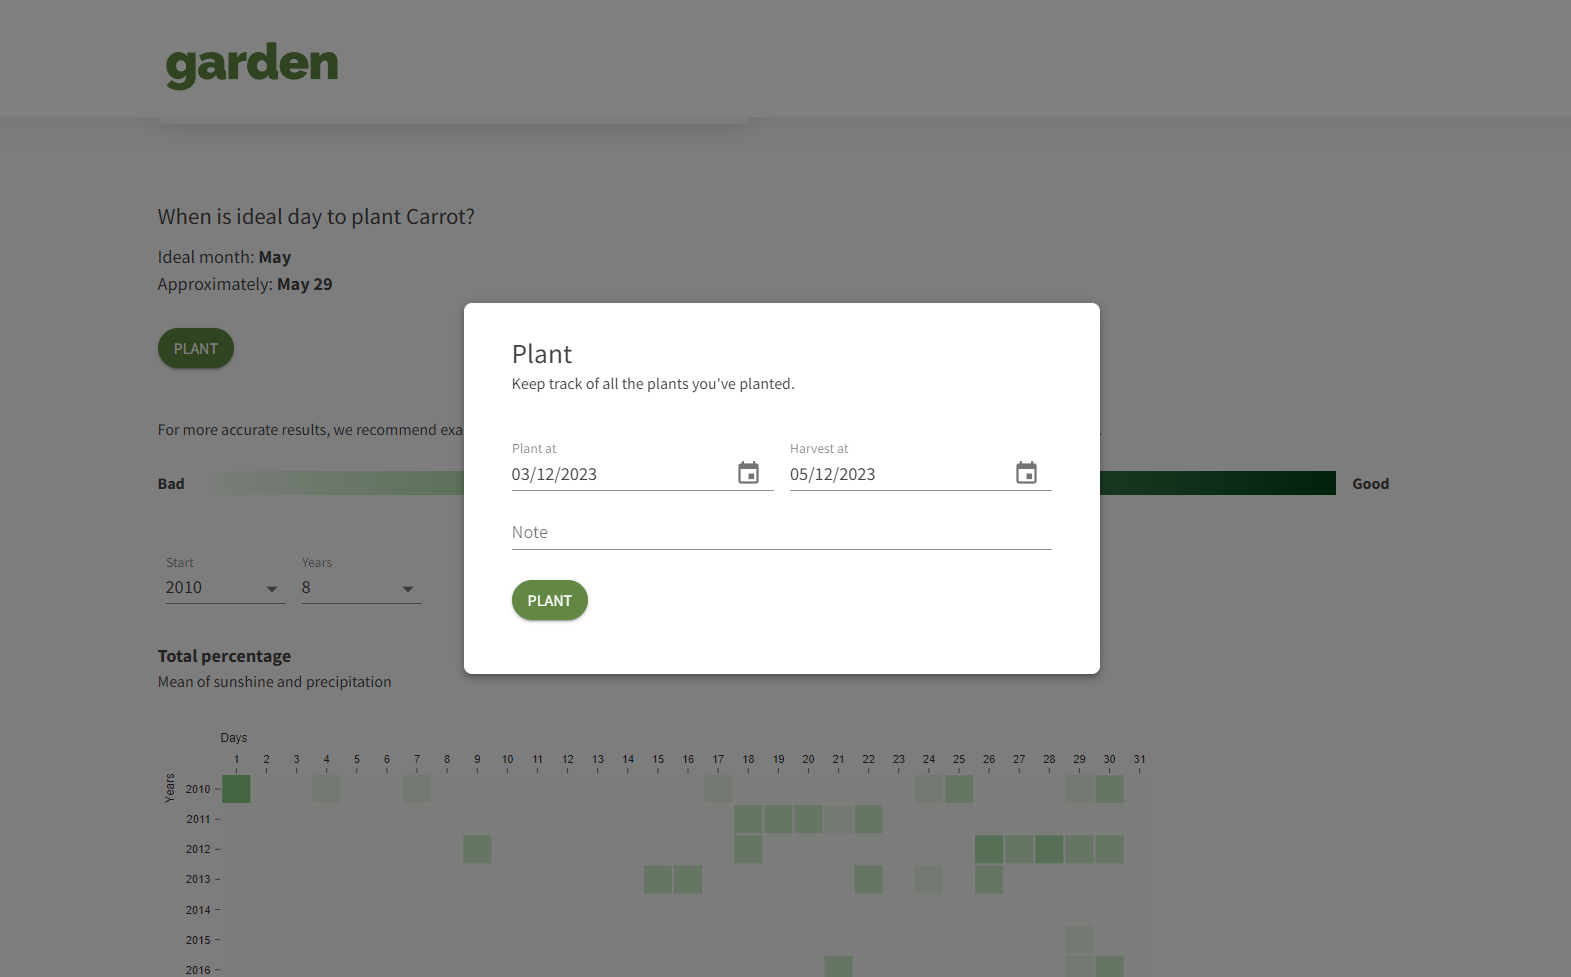 garden
When is ideal day to plant Carrot?
Ideal month: May
Approximately: May 29
PLANT
For more accurate results, we recommend exa
Bad
Good
Start
2010
Years
8
Plant
Keep track of all the plants you've planted.
Plant at
03/12/2023
Harvest at
05/12/2023
Note
PLANT
Total percentage
Mean of sunshine and precipitation
Days
1 2 3 4 5 6 7 8 9 10 11 12 13 14 15 16 17 18 19 20 21 22 23 24 25 26 27 28 29 30 31
Years
2010
2011
2012
2013
2014
2015
2016